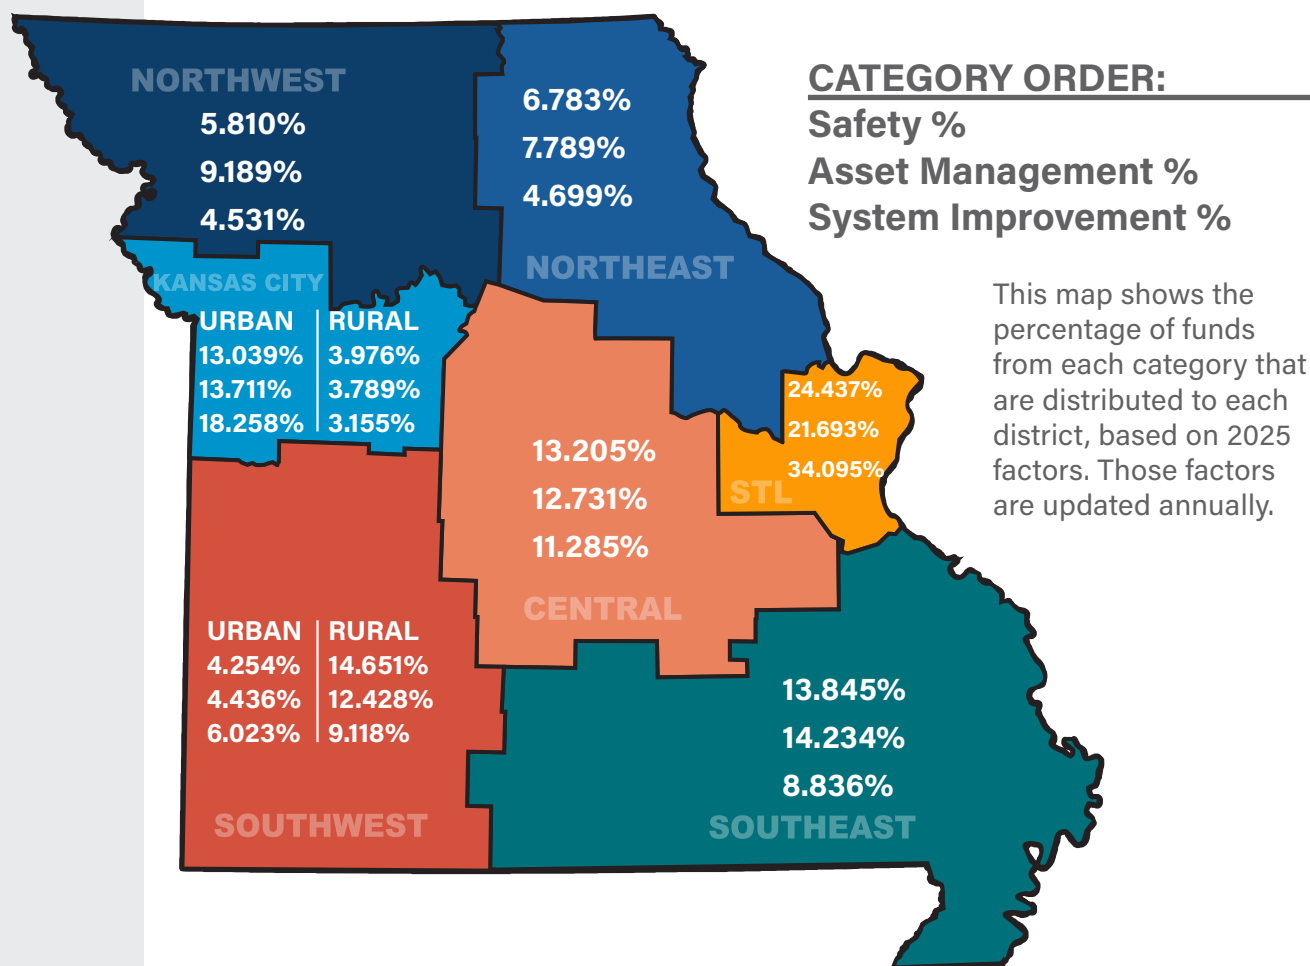 NORTHWEST
5.810%
9.189%
4.531%
6.783%
7.789%
4.699%
NORTHEAST
CATEGORY ORDER:
Safety %
Asset Management %
System Improvement %
This map shows the
percentage of funds
from each category that
are distributed to each
district, based on 2025
factors. Those factors
are updated annually.
KANSAS CITY
URBAN RURAL
13.039% 3.976%
13.711% 3.789%
18.258% 3.155%
24.437%
21.693%
34.095%
STL
13.205%
12.731%
11.285%
CENTRAL
URBAN RURAL
4.254% 14.651%
4.436% 12.428%
6.023% 9.118%
SOUTHWEST
13.845%
14.234%
8.836%
SOUTHEAST